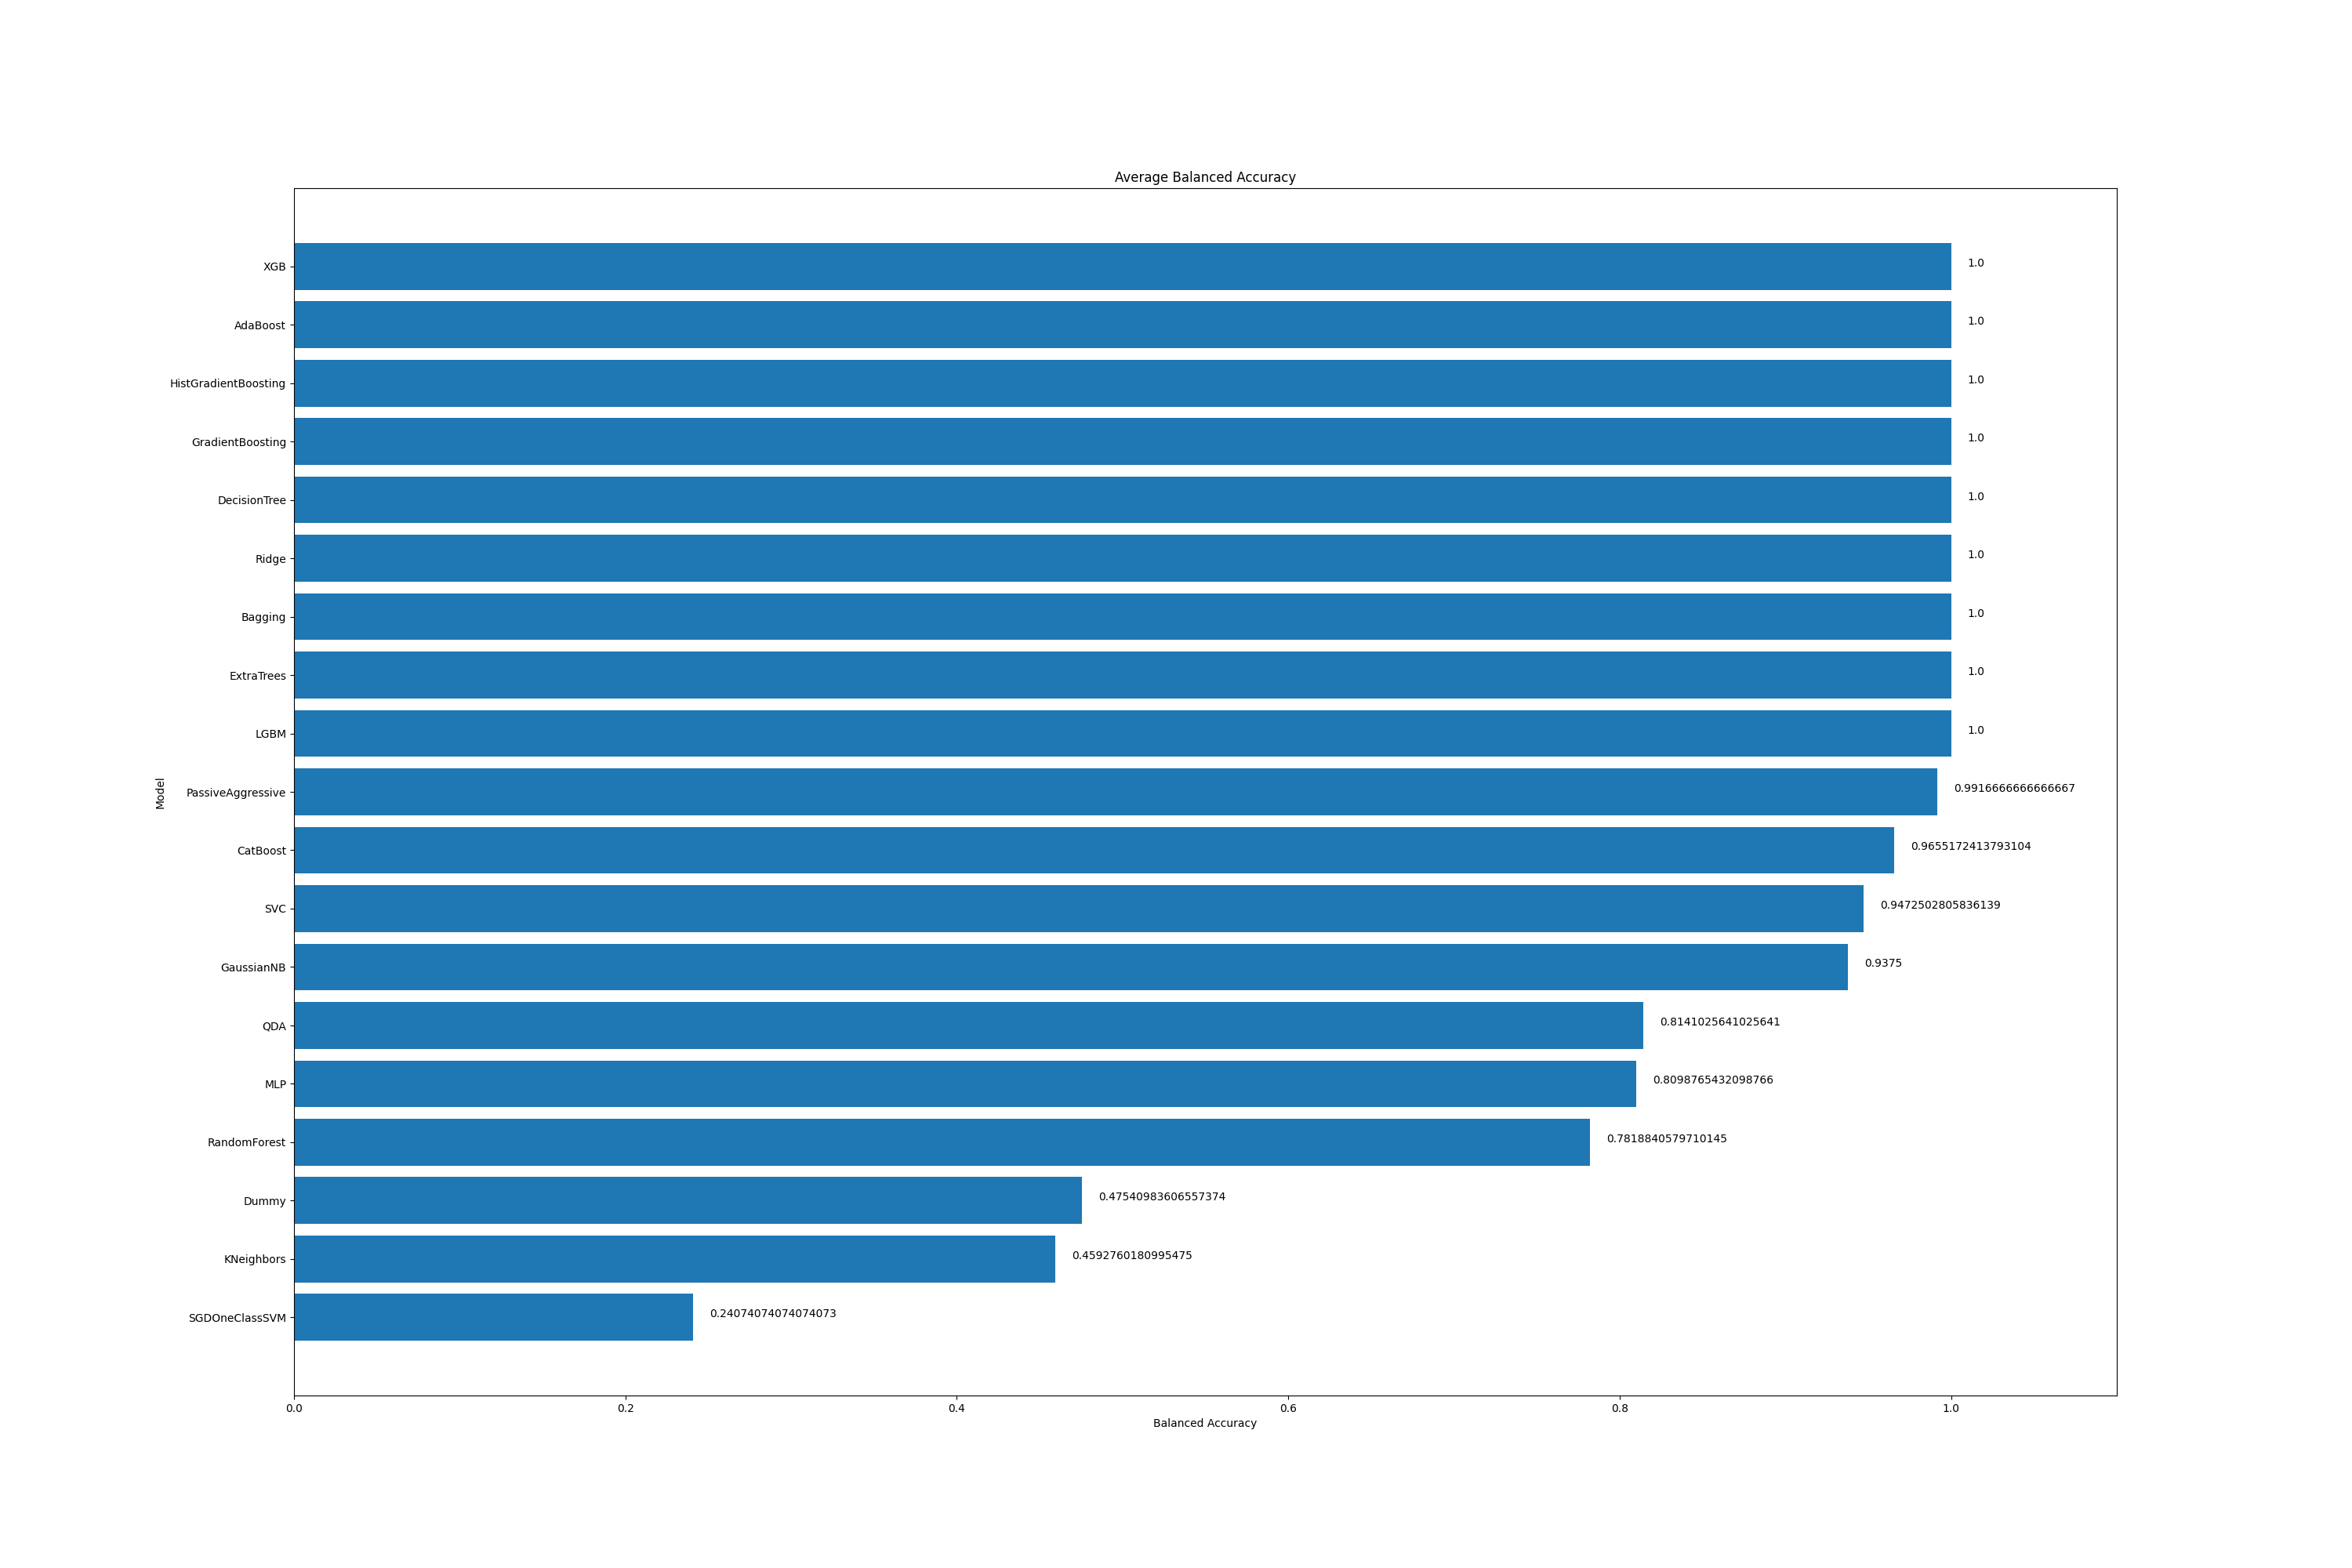 Average Balanced Accuracy
XGB 1.0
AdaBoost 1.0
HistGradientBoosting 1.0
GradientBoosting 1.0
DecisionTree 1.0
Ridge 1.0
Bagging 1.0
ExtraTrees 1.0
LGBM 1.0
Model
PassiveAggressive 0.9916666666666667
CatBoost 0.9655172413793104
SVC 0.9472502805836139
GaussianNB 0.9375
QDA 0.8141025641025641
MLP 0.8098765432098766
RandomForest 0.7818840579710145
Dummy 0.47540983606557374
KNeighbors 0.4592760180995475
SGDOneClassSVM 0.24074074074074073
0.0 0.2 0.4 0.6 0.8 1.0
Balanced Accuracy